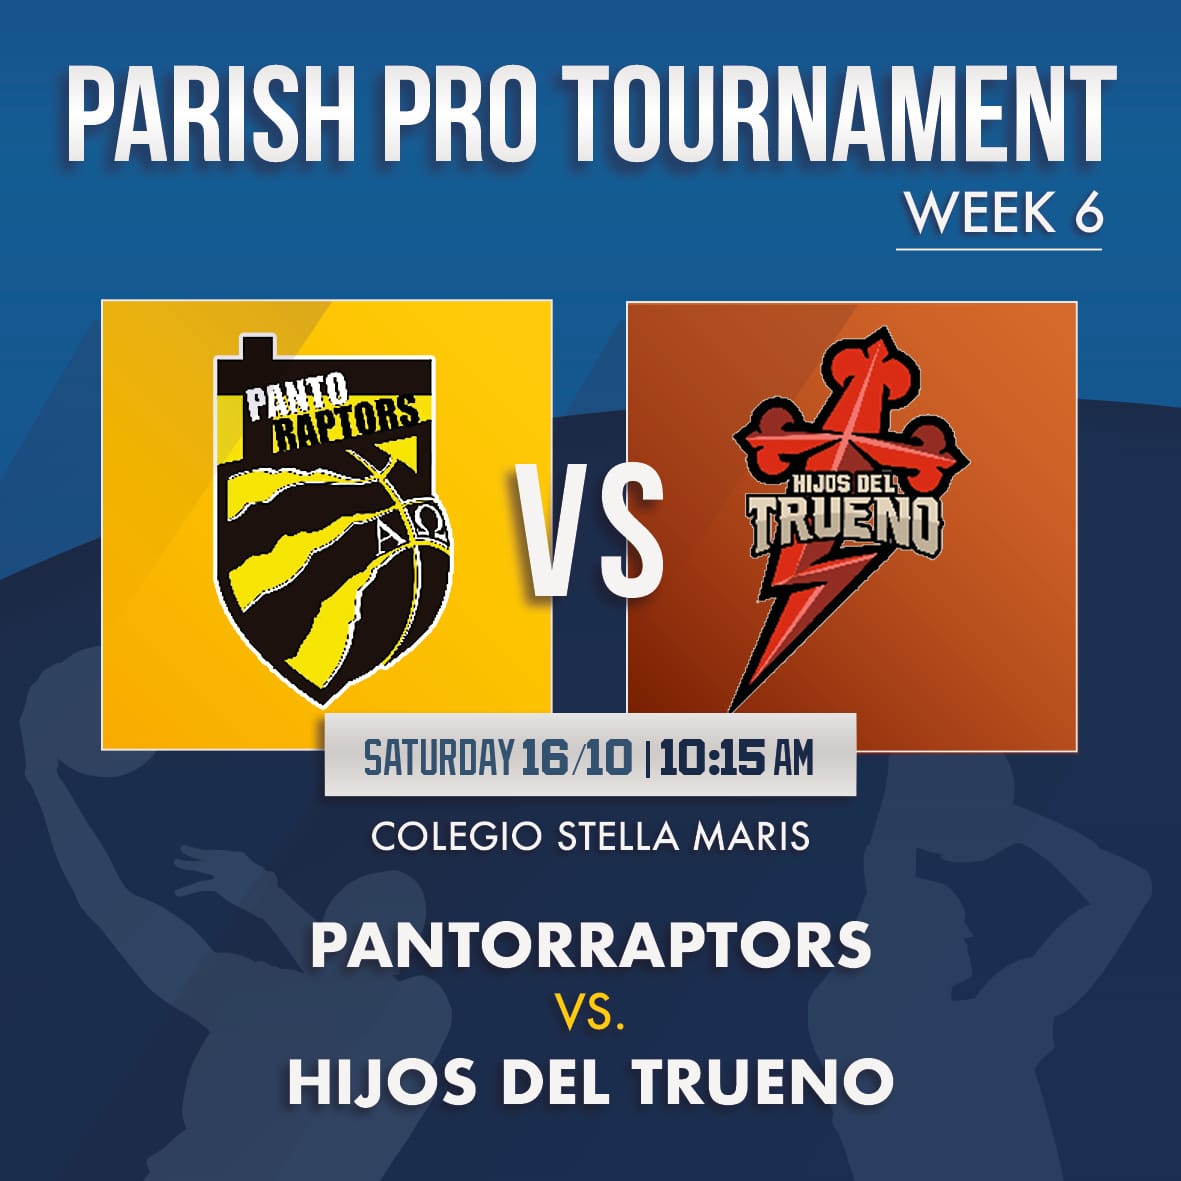 PARISH PRO TOURNAMENT
WEEK 6
PANTO
RAPTORS
ΑΩ
VS
HIJOS DEL
TRUENO
SATURDAY 16/10 | 10:15 AM
COLEGIO STELLA MARIS
PANTORRAPTORS
VS.
HIJOS DEL TRUENO